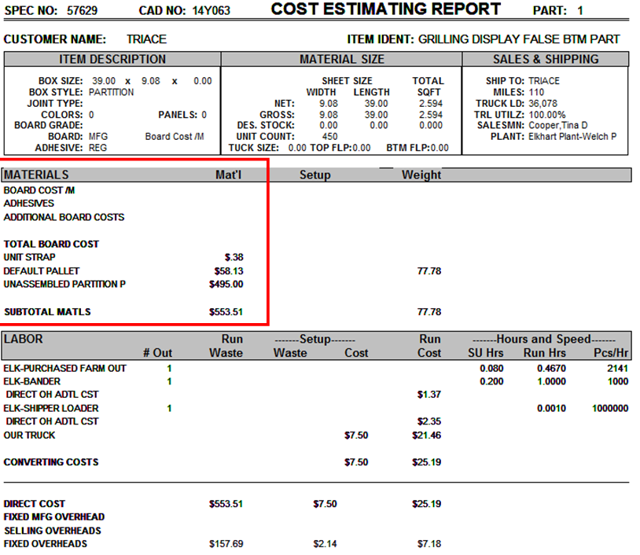 SPEC NO: 57629 CAD NO: 14Y063 COST ESTIMATING REPORT PART: 1
CUSTOMER NAME: TRIACE ITEM IDENT: GRILLING DISPLAY FALSE BTM PART
ITEM DESCRIPTION MATERIAL SIZE SALES & SHIPPING
BOX SIZE: 39.00 x 9.08 x 0.00 SHEET SIZE TOTAL SHIP TO: TRIACE
BOX STYLE: PARTITION WIDTH LENGTH SQFT MILES: 110
JOINT TYPE: NET: 9.08 39.00 2.594 TRUCK LD: 36,078
COLORS: 0 PANELS: 0 GROSS: 9.08 39.00 2.594 TRL UTILZ: 100.00%
BOARD GRADE: DES. STOCK: 0.00 0.00 0.000 SALESMN: Cooper,Tina D
BOARD: MFG Board Cost /M UNIT COUNT: 450 PLANT: Elkhart Plant-Welch P
ADHESIVE: REG TUCK SIZE: 0.00 TOP FLP:0.00 BTM FLP:0.00
MATERIALS Mat'l Setup Weight
BOARD COST /M
ADHESIVES
ADDITIONAL BOARD COSTS
TOTAL BOARD COST
UNIT STRAP $.38
DEFAULT PALLET $58.13 77.78
UNASSEMBLED PARTITION P $495.00
SUBTOTAL MATLS $553.51 77.78
LABOR Run -------Setup------- Run -------Hours and Speed-------
# Out Waste Waste Cost Cost SU Hrs Run Hrs Pcs/Hr
ELK-PURCHASED FARM OUT 1 0.080 0.4670 2141
ELK-BANDER 1 0.200 1.0000 1000
DIRECT OH ADTL CST $1.37
ELK-SHIPPER LOADER 1 0.0010 1000000
DIRECT OH ADTL CST $2.35
OUR TRUCK $7.50 $21.46
CONVERTING COSTS $7.50 $25.19
DIRECT COST $553.51 $7.50 $25.19
FIXED MFG OVERHEAD
SELLING OVERHEADS
FIXED OVERHEADS $157.69 $2.14 $7.18